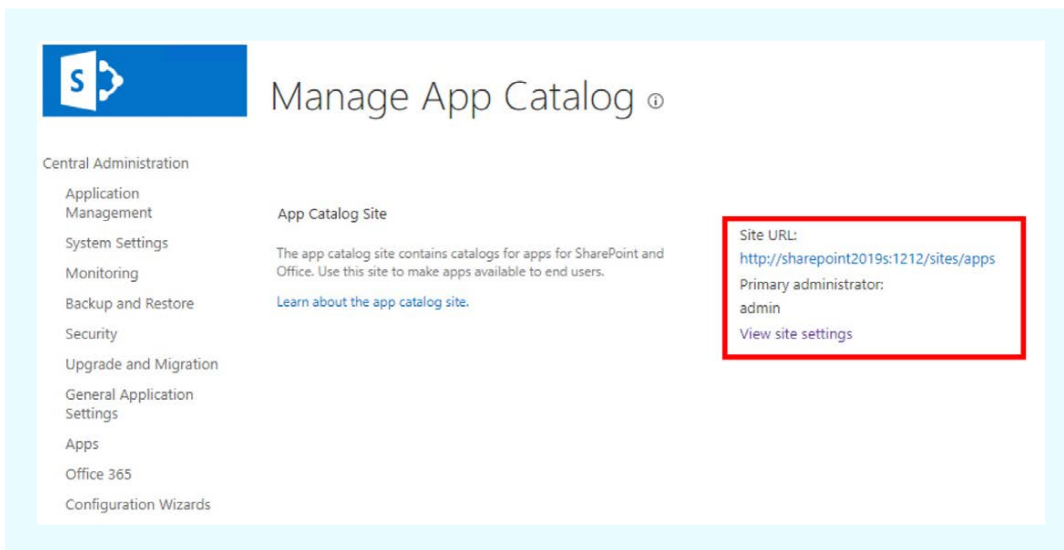 S
Manage App Catalog
Central Administration
Application
Management
System Settings
Monitoring
Backup and Restore
Security
Upgrade and Migration
General Application
Settings
Apps
Office 365
Configuration Wizards
App Catalog Site
The app catalog site contains catalogs for apps for SharePoint and
Office. Use this site to make apps available to end users.
Learn about the app catalog site.
Site URL:
http://sharepoint2019s:1212/sites/apps
Primary administrator:
admin
View site settings